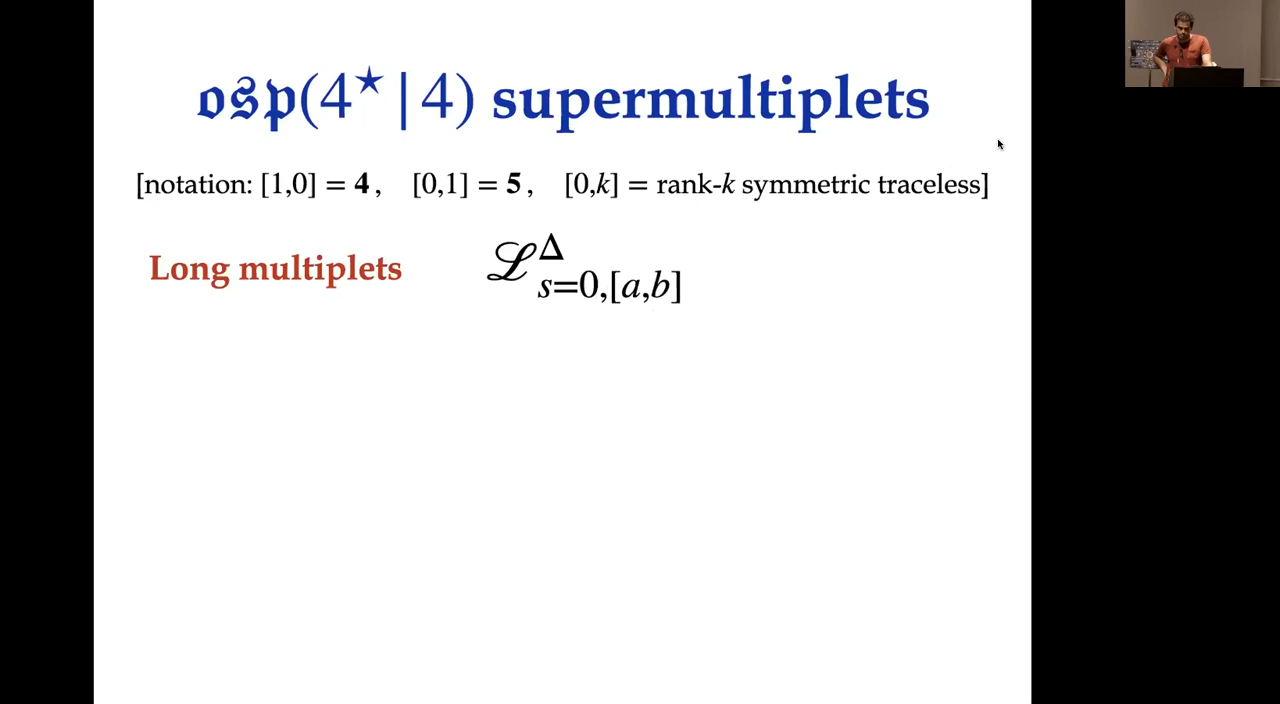 𝔬𝔰𝔭(4⋆|4) supermultiplets
[notation: [1,0] = 4 , [0,1] = 5 , [0,k] = rank-k symmetric traceless]
Long multiplets ℒ^Δ_{s=0,[a,b]}